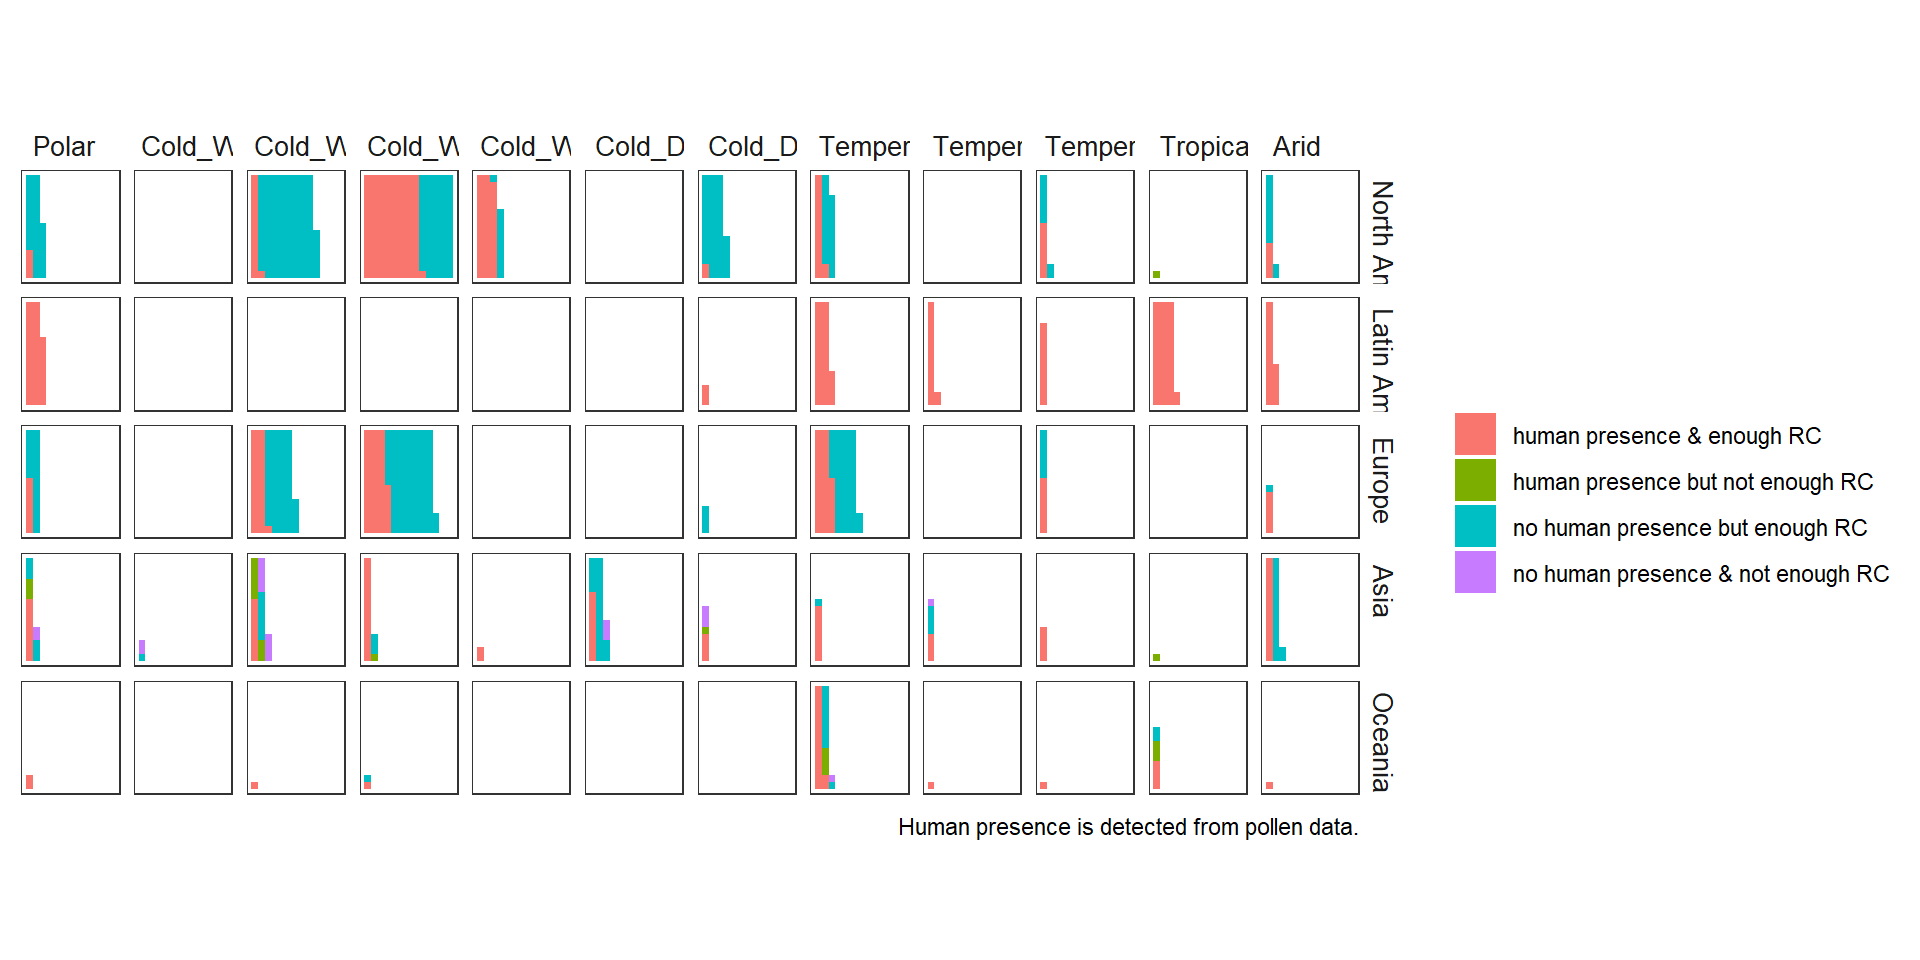 Polar Cold_W Cold_W Cold_W Cold_W Cold_D Cold_D Temper Temper Temper Tropica Arid
North Am
Latin Am
Europe
Asia
Oceania
human presence & enough RC
human presence but not enough RC
no human presence but enough RC
no human presence & not enough RC
Human presence is detected from pollen data.